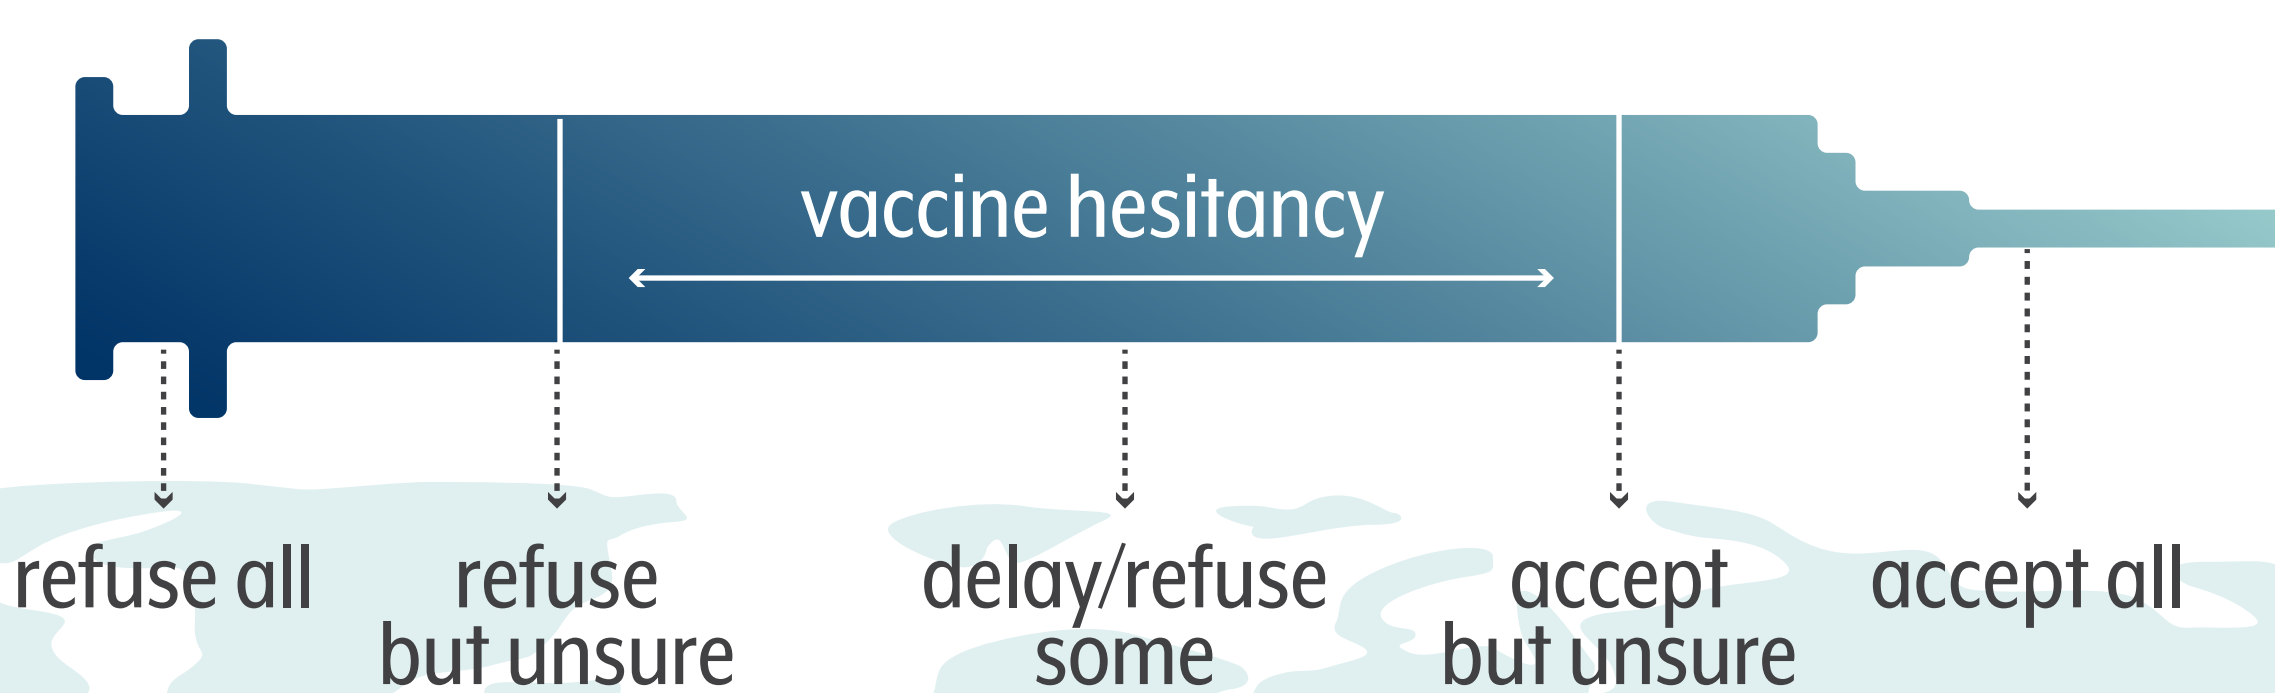 vaccine hesitancy
refuse all
refuse
but unsure
delay/refuse
some
accept
but unsure
accept all